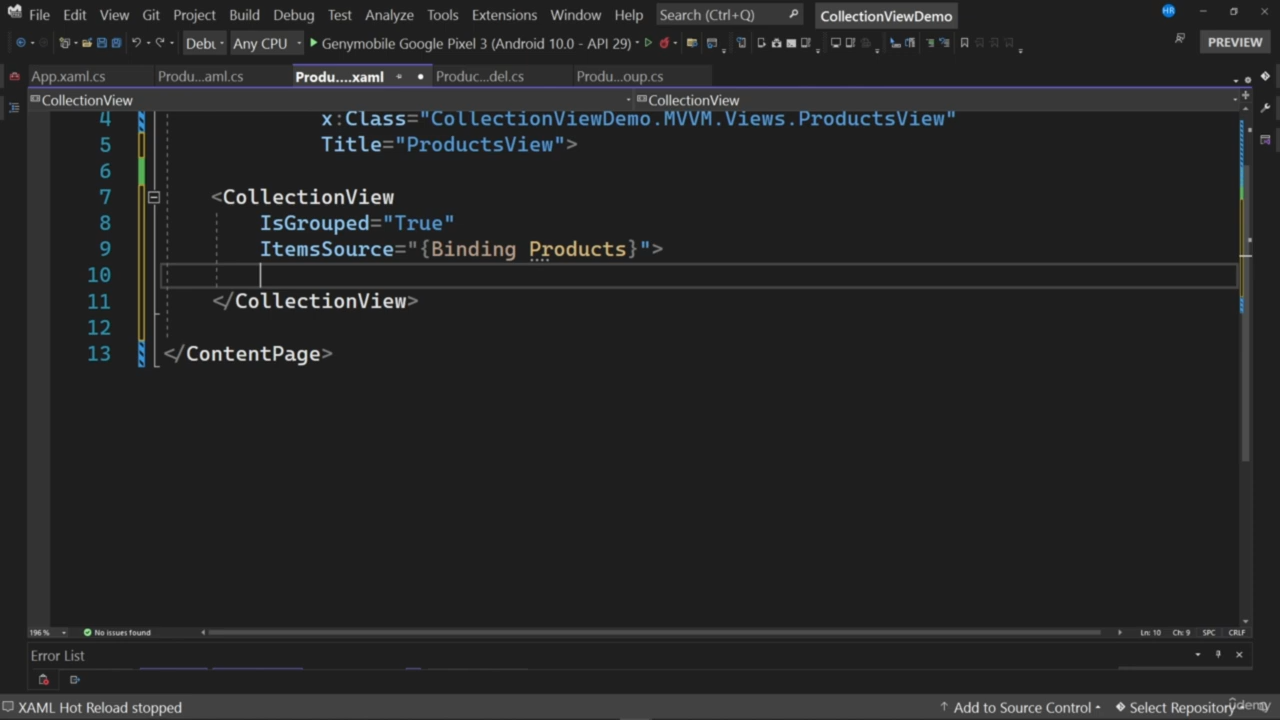 File Edit View Git Project Build Debug Test Analyze Tools Extensions Window Help Search (Ctrl+Q) CollectionViewDemo HR
Debu Any CPU Genymobile Google Pixel 3 (Android 10.0 - API 29) PREVIEW
App.xaml.cs Produ...aml.cs Produ....xaml Produc...del.cs Produ...oup.cs
CollectionView CollectionView
4 x:Class="CollectionViewDemo.MVVM.Views.ProductsView"
5 Title="ProductsView">
6
7 <CollectionView
8 IsGrouped="True"
9 ItemsSource="{Binding Products}">
10
11 </CollectionView>
12
13 </ContentPage>
196 % No issues found Ln: 10 Ch: 9 SPC CRLF
Error List
XAML Hot Reload stopped Add to Source Control Select Repository
Udemy